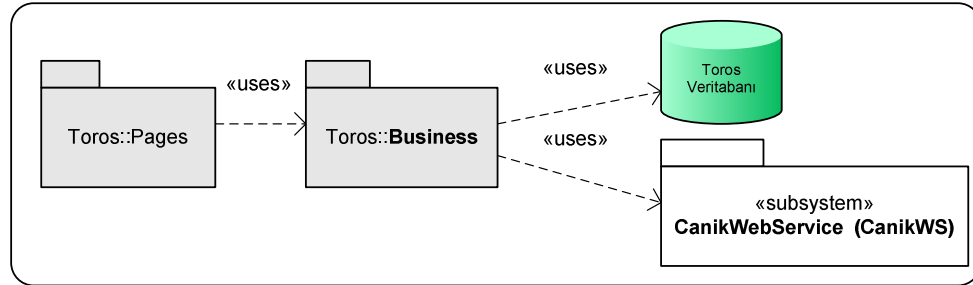 Toros::Pages
«uses»
Toros::Business
«uses»
Toros
Veritabanı
«uses»
«subsystem»
CanikWebService (CanikWS)